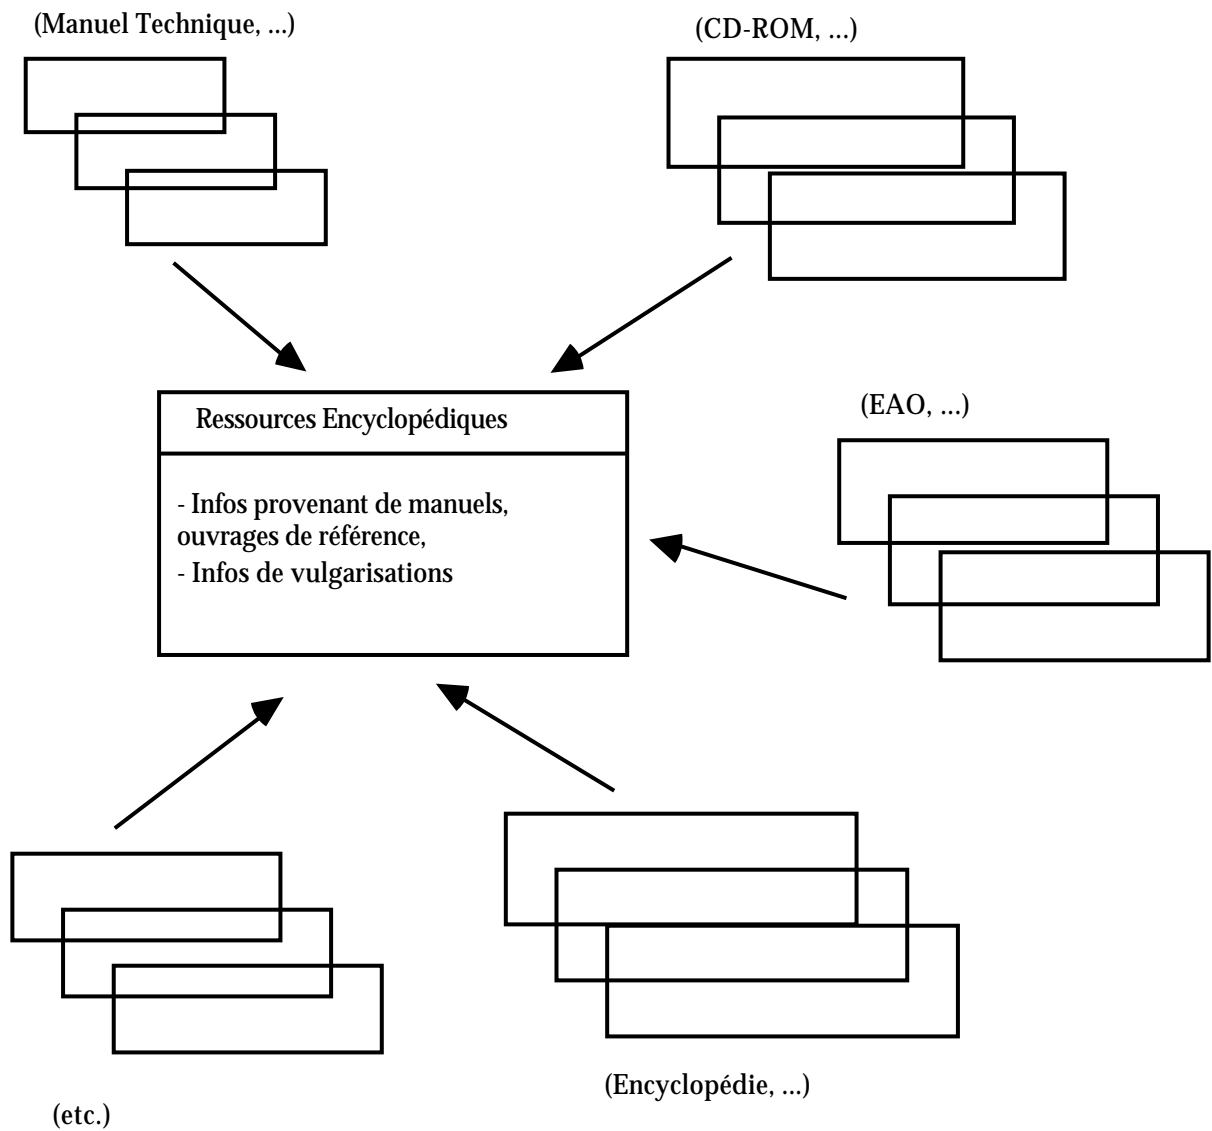 (Manuel Technique, ...)
(CD-ROM, ...)
Ressources Encyclopédiques
- Infos provenant de manuels,
ouvrages de référence,
- Infos de vulgarisations
(EAO, ...)
(Encyclopédie, ...)
(etc.)